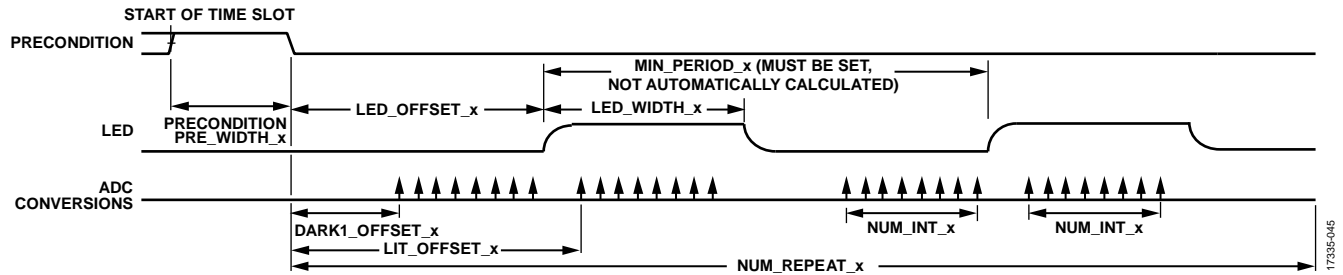 START OF TIME SLOT
PRECONDITION
MIN_PERIOD_x (MUST BE SET,
NOT AUTOMATICALLY CALCULATED)
LED_OFFSET_x
LED_WIDTH_x
PRECONDITION
PRE_WIDTH_x
LED
ADC
CONVERSIONS
DARK1_OFFSET_x
NUM_INT_x
NUM_INT_x
LIT_OFFSET_x
NUM_REPEAT_x
17335-045